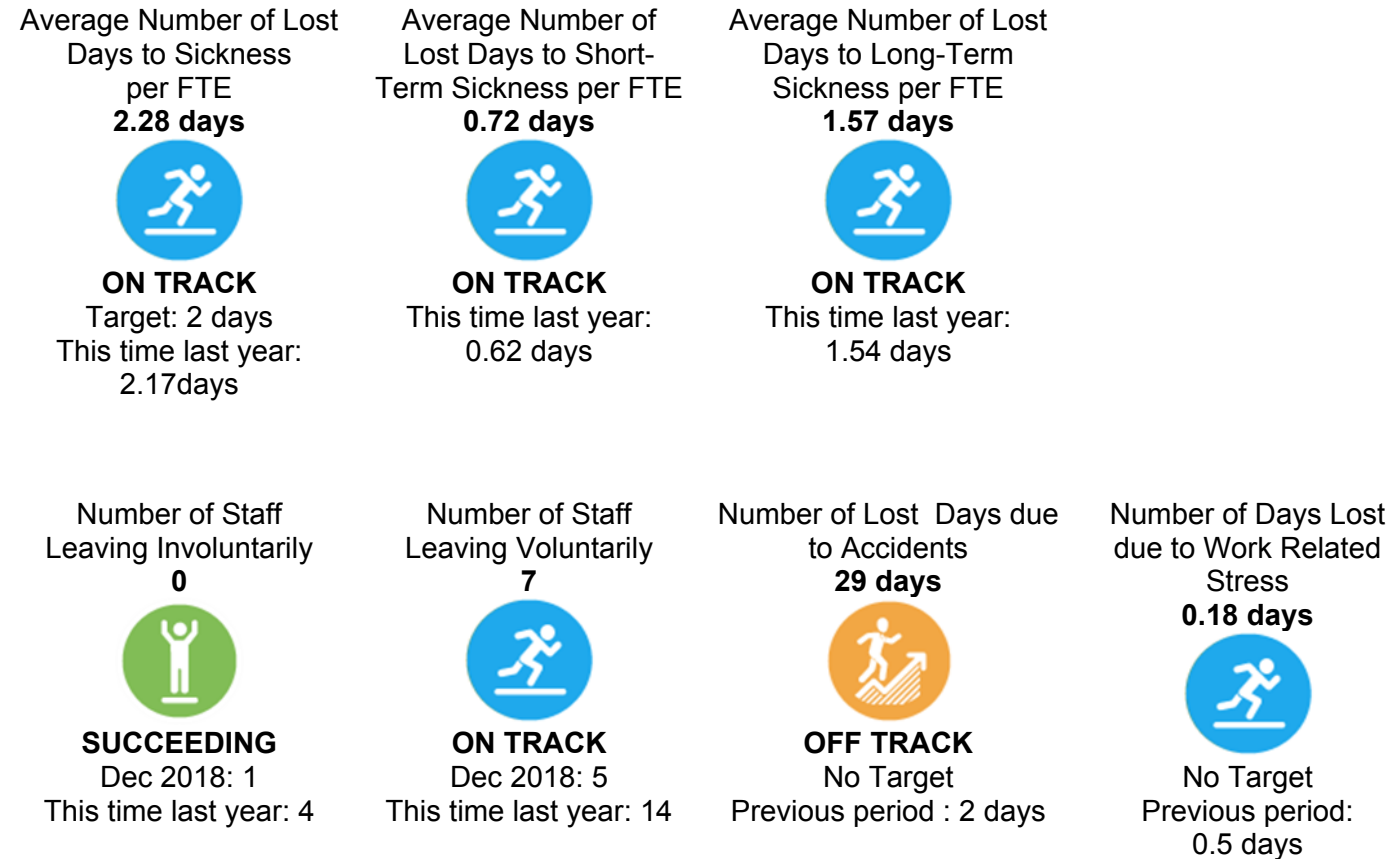 Average Number of Lost
Days to Sickness
per FTE
2.28 days
ON TRACK
Target: 2 days
This time last year:
2.17days
Average Number of
Lost Days to Short-
Term Sickness per FTE
0.72 days
ON TRACK
This time last year:
0.62 days
Average Number of Lost
Days to Long-Term
Sickness per FTE
1.57 days
ON TRACK
This time last year:
1.54 days
Number of Staff
Leaving Involuntarily
0
SUCCEEDING
Dec 2018: 1
This time last year: 4
Number of Staff
Leaving Voluntarily
7
ON TRACK
Dec 2018: 5
This time last year: 14
Number of Lost  Days due
to Accidents
29 days
OFF TRACK
No Target
Previous period : 2 days
Number of Days Lost
due to Work Related
Stress
0.18 days
No Target
Previous period:
0.5 days